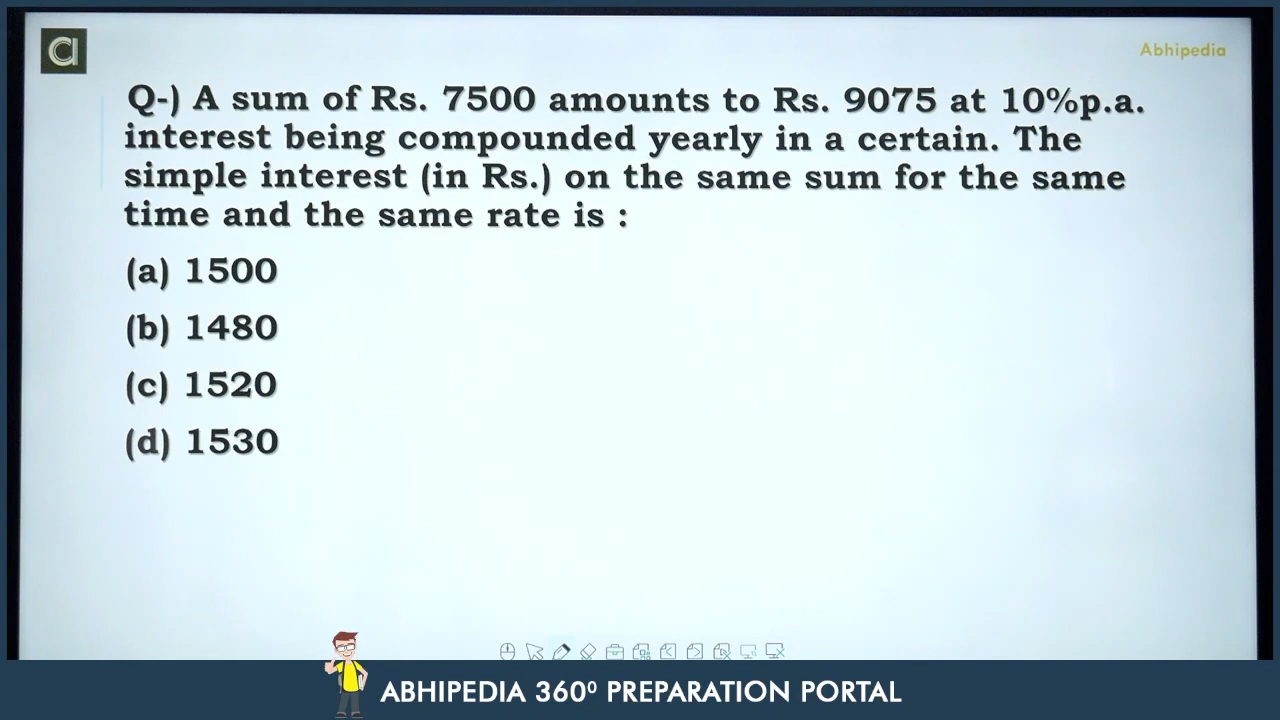 Abhipedia
Q-) A sum of Rs. 7500 amounts to Rs. 9075 at 10%p.a.
interest being compounded yearly in a certain. The
simple interest (in Rs.) on the same sum for the same
time and the same rate is :
(a) 1500
(b) 1480
(c) 1520
(d) 1530
ABHIPEDIA 360⁰ PREPARATION PORTAL